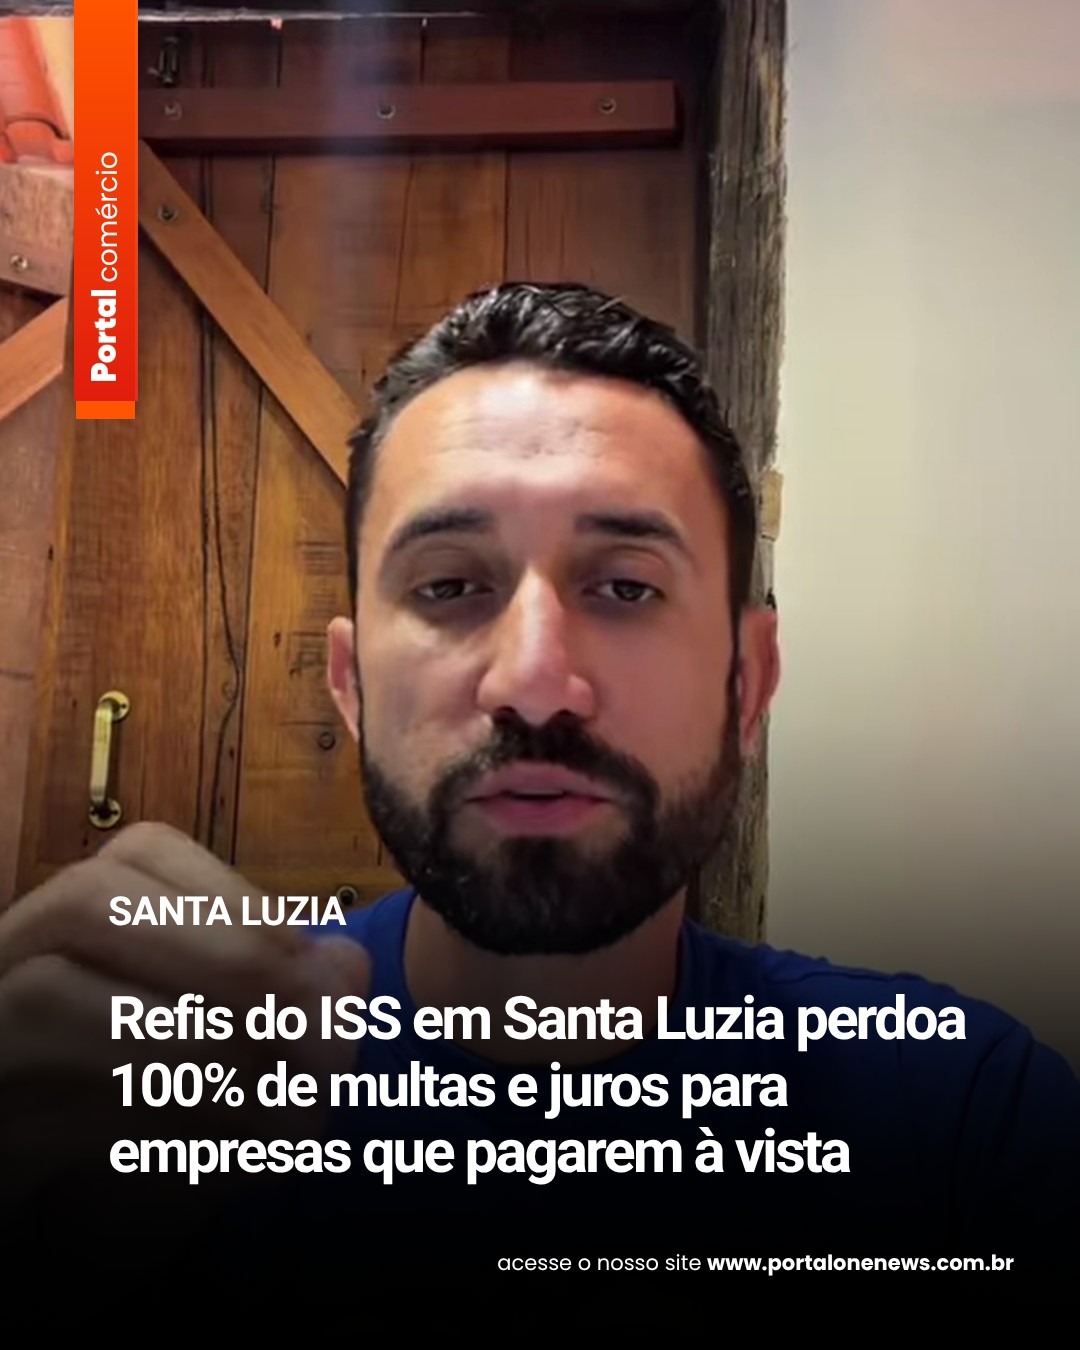 Portal comércio
SANTA LUZIA
Refis do ISS em Santa Luzia perdoa
100% de multas e juros para
empresas que pagarem à vista
acesse o nosso site www.portalonenews.com.br